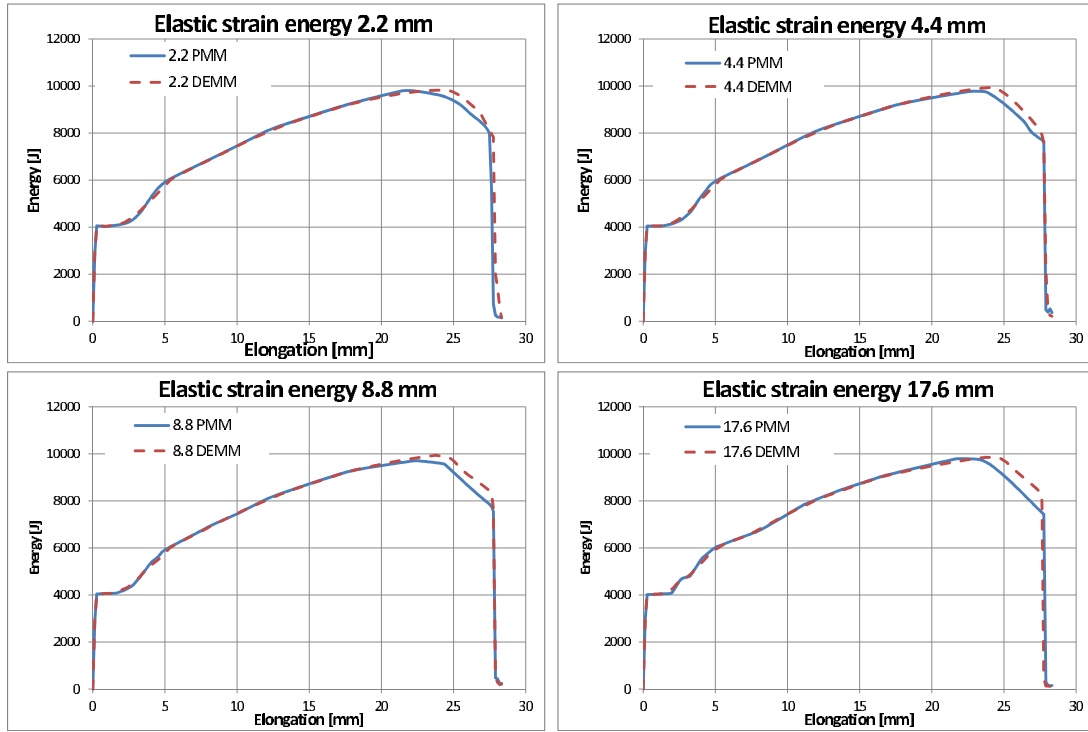 Elastic strain energy 2.2 mm
12000
10000
8000
6000
4000
2000
0
Energy [J]
2.2 PMM
2.2 DEMM
0 5 10 15 20 25 30
Elongation [mm]
Elastic strain energy 4.4 mm
12000
10000
8000
6000
4000
2000
0
Energy [J]
4.4 PMM
4.4 DEMM
0 5 10 15 20 25 30
Elongation [mm]
Elastic strain energy 8.8 mm
12000
10000
8000
6000
4000
2000
0
Energy [J]
8.8 PMM
8.8 DEMM
0 5 10 15 20 25 30
Elongation [mm]
Elastic strain energy 17.6 mm
12000
10000
8000
6000
4000
2000
0
Energy [J]
17.6 PMM
17.6 DEMM
0 5 10 15 20 25 30
Elongation [mm]